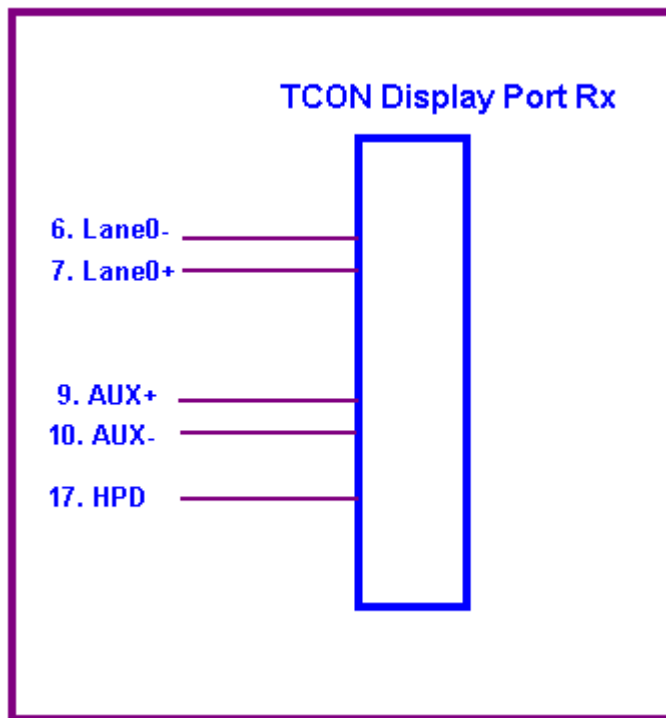 TCON Display Port Rx
6. Lane0-
7. Lane0+
9. AUX+
10. AUX-
17. HPD